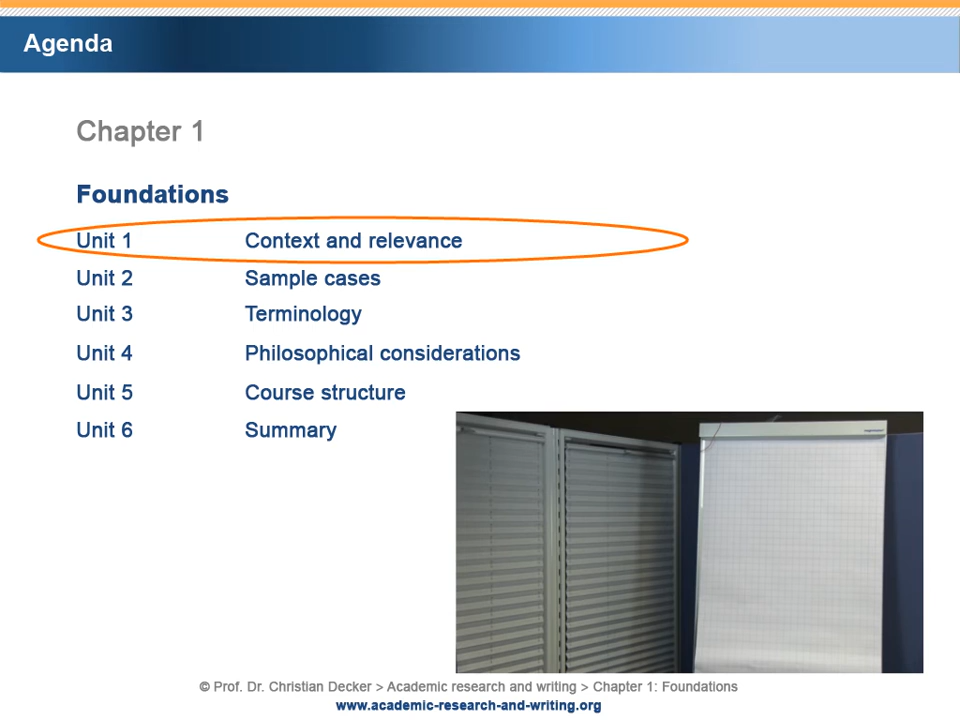 Agenda
Chapter 1
Foundations
Unit 1 Context and relevance
Unit 2 Sample cases
Unit 3 Terminology
Unit 4 Philosophical considerations
Unit 5 Course structure
Unit 6 Summary
© Prof. Dr. Christian Decker > Academic research and writing > Chapter 1: Foundations
www.academic-research-and-writing.org